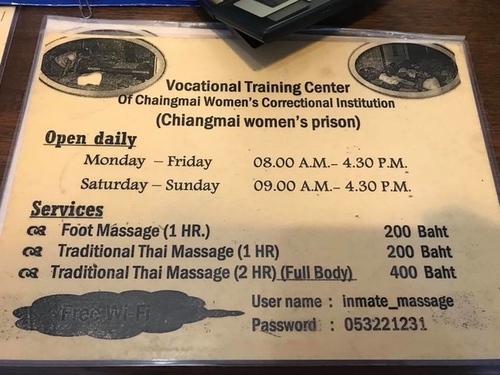 Vocational Training Center
Of Chaingmai Women's Correctional Institution
(Chiangmai women's prison)
Open daily
Monday – Friday 08.00 A.M.– 4.30 P.M.
Saturday – Sunday 09.00 A.M.– 4.30 P.M.
Services
Foot Massage (1 HR.) 200 Baht
Traditional Thai Massage (1 HR) 200 Baht
Traditional Thai Massage (2 HR) (Full Body) 400 Baht
Free Wi-Fi
User name : inmate_massage
Password : 053221231